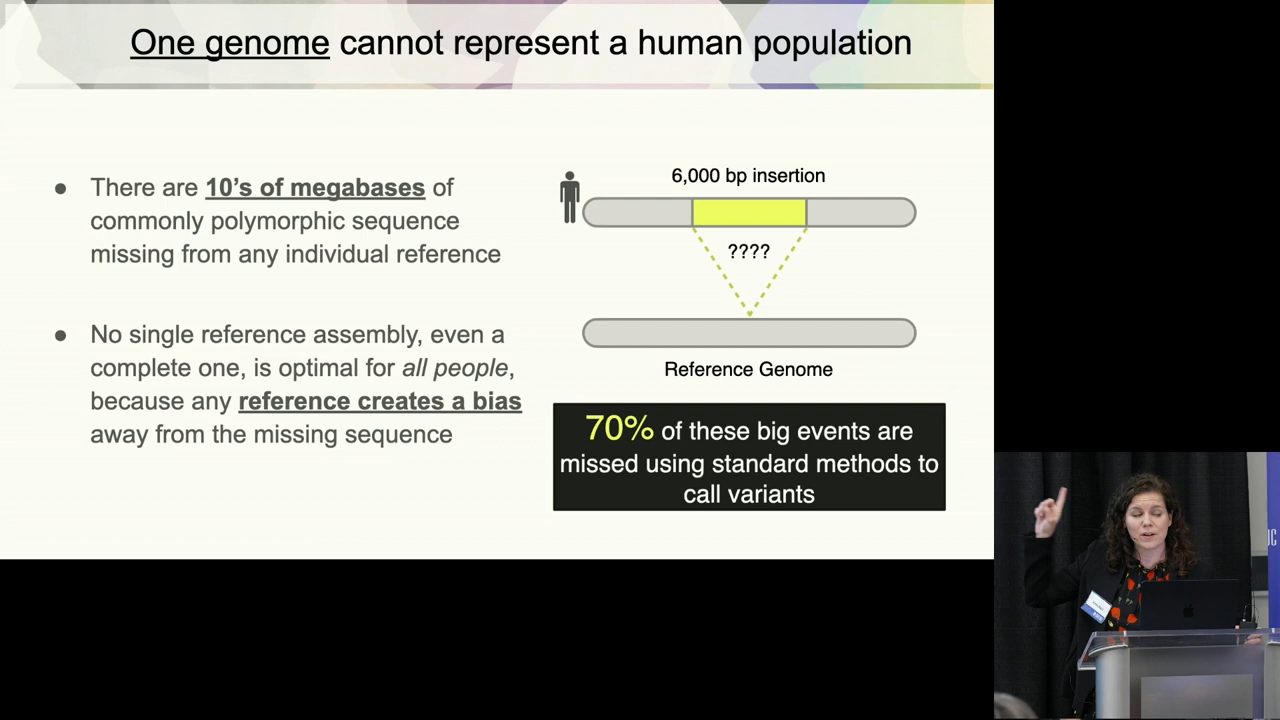 One genome cannot represent a human population
● There are 10's of megabases of
commonly polymorphic sequence
missing from any individual reference
● No single reference assembly, even a
complete one, is optimal for all people,
because any reference creates a bias
away from the missing sequence
6,000 bp insertion
????
Reference Genome
70% of these big events are
missed using standard methods to
call variants